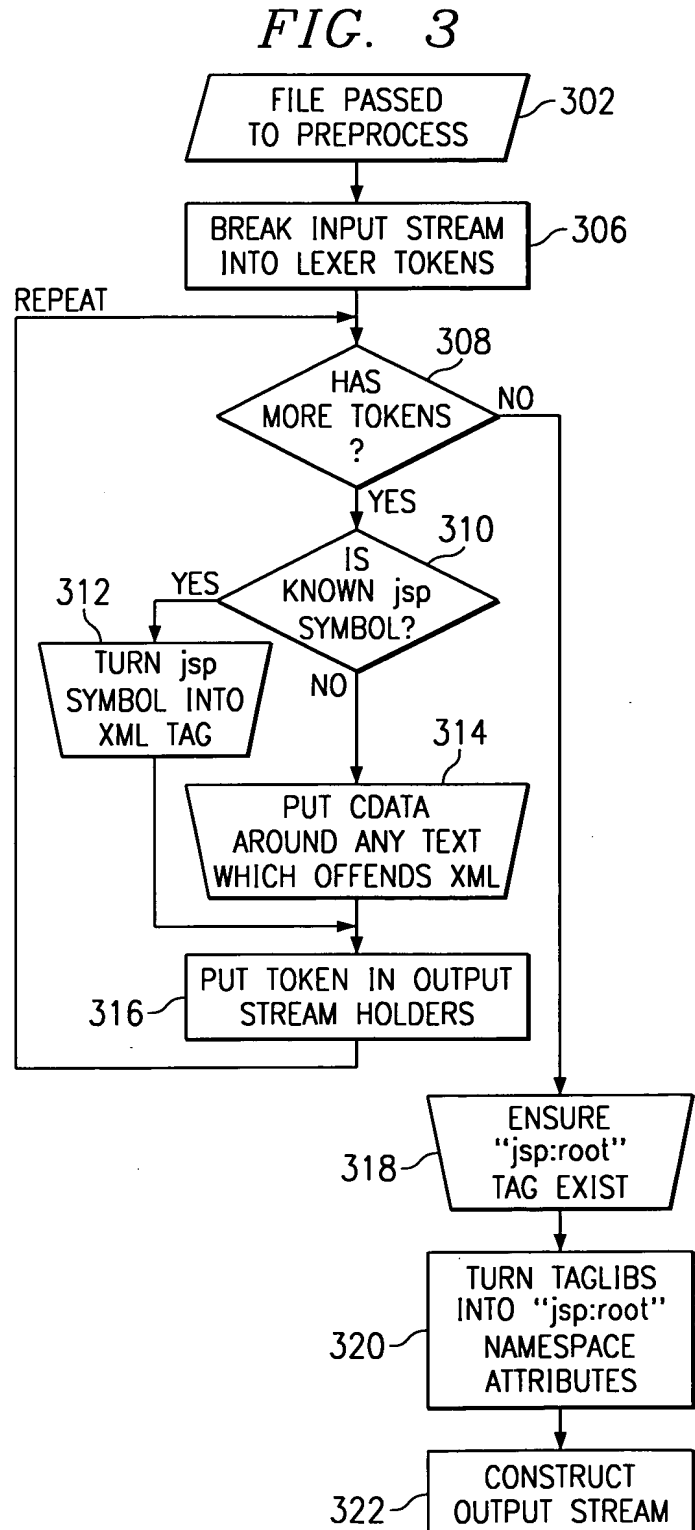 FIG. 3
FILE PASSED
TO PREPROCESS
302
BREAK INPUT STREAM
INTO LEXER TOKENS
306
REPEAT
308
HAS
MORE TOKENS
?
NO
YES
310
IS
KNOWN jsp
SYMBOL?
YES
312
TURN jsp
SYMBOL INTO
XML TAG
NO
314
PUT CDATA
AROUND ANY TEXT
WHICH OFFENDS XML
PUT TOKEN IN OUTPUT
STREAM HOLDERS
316
ENSURE
"jsp:root"
TAG EXIST
318
TURN TAGLIBS
INTO "jsp:root"
NAMESPACE
ATTRIBUTES
320
CONSTRUCT
OUTPUT STREAM
322